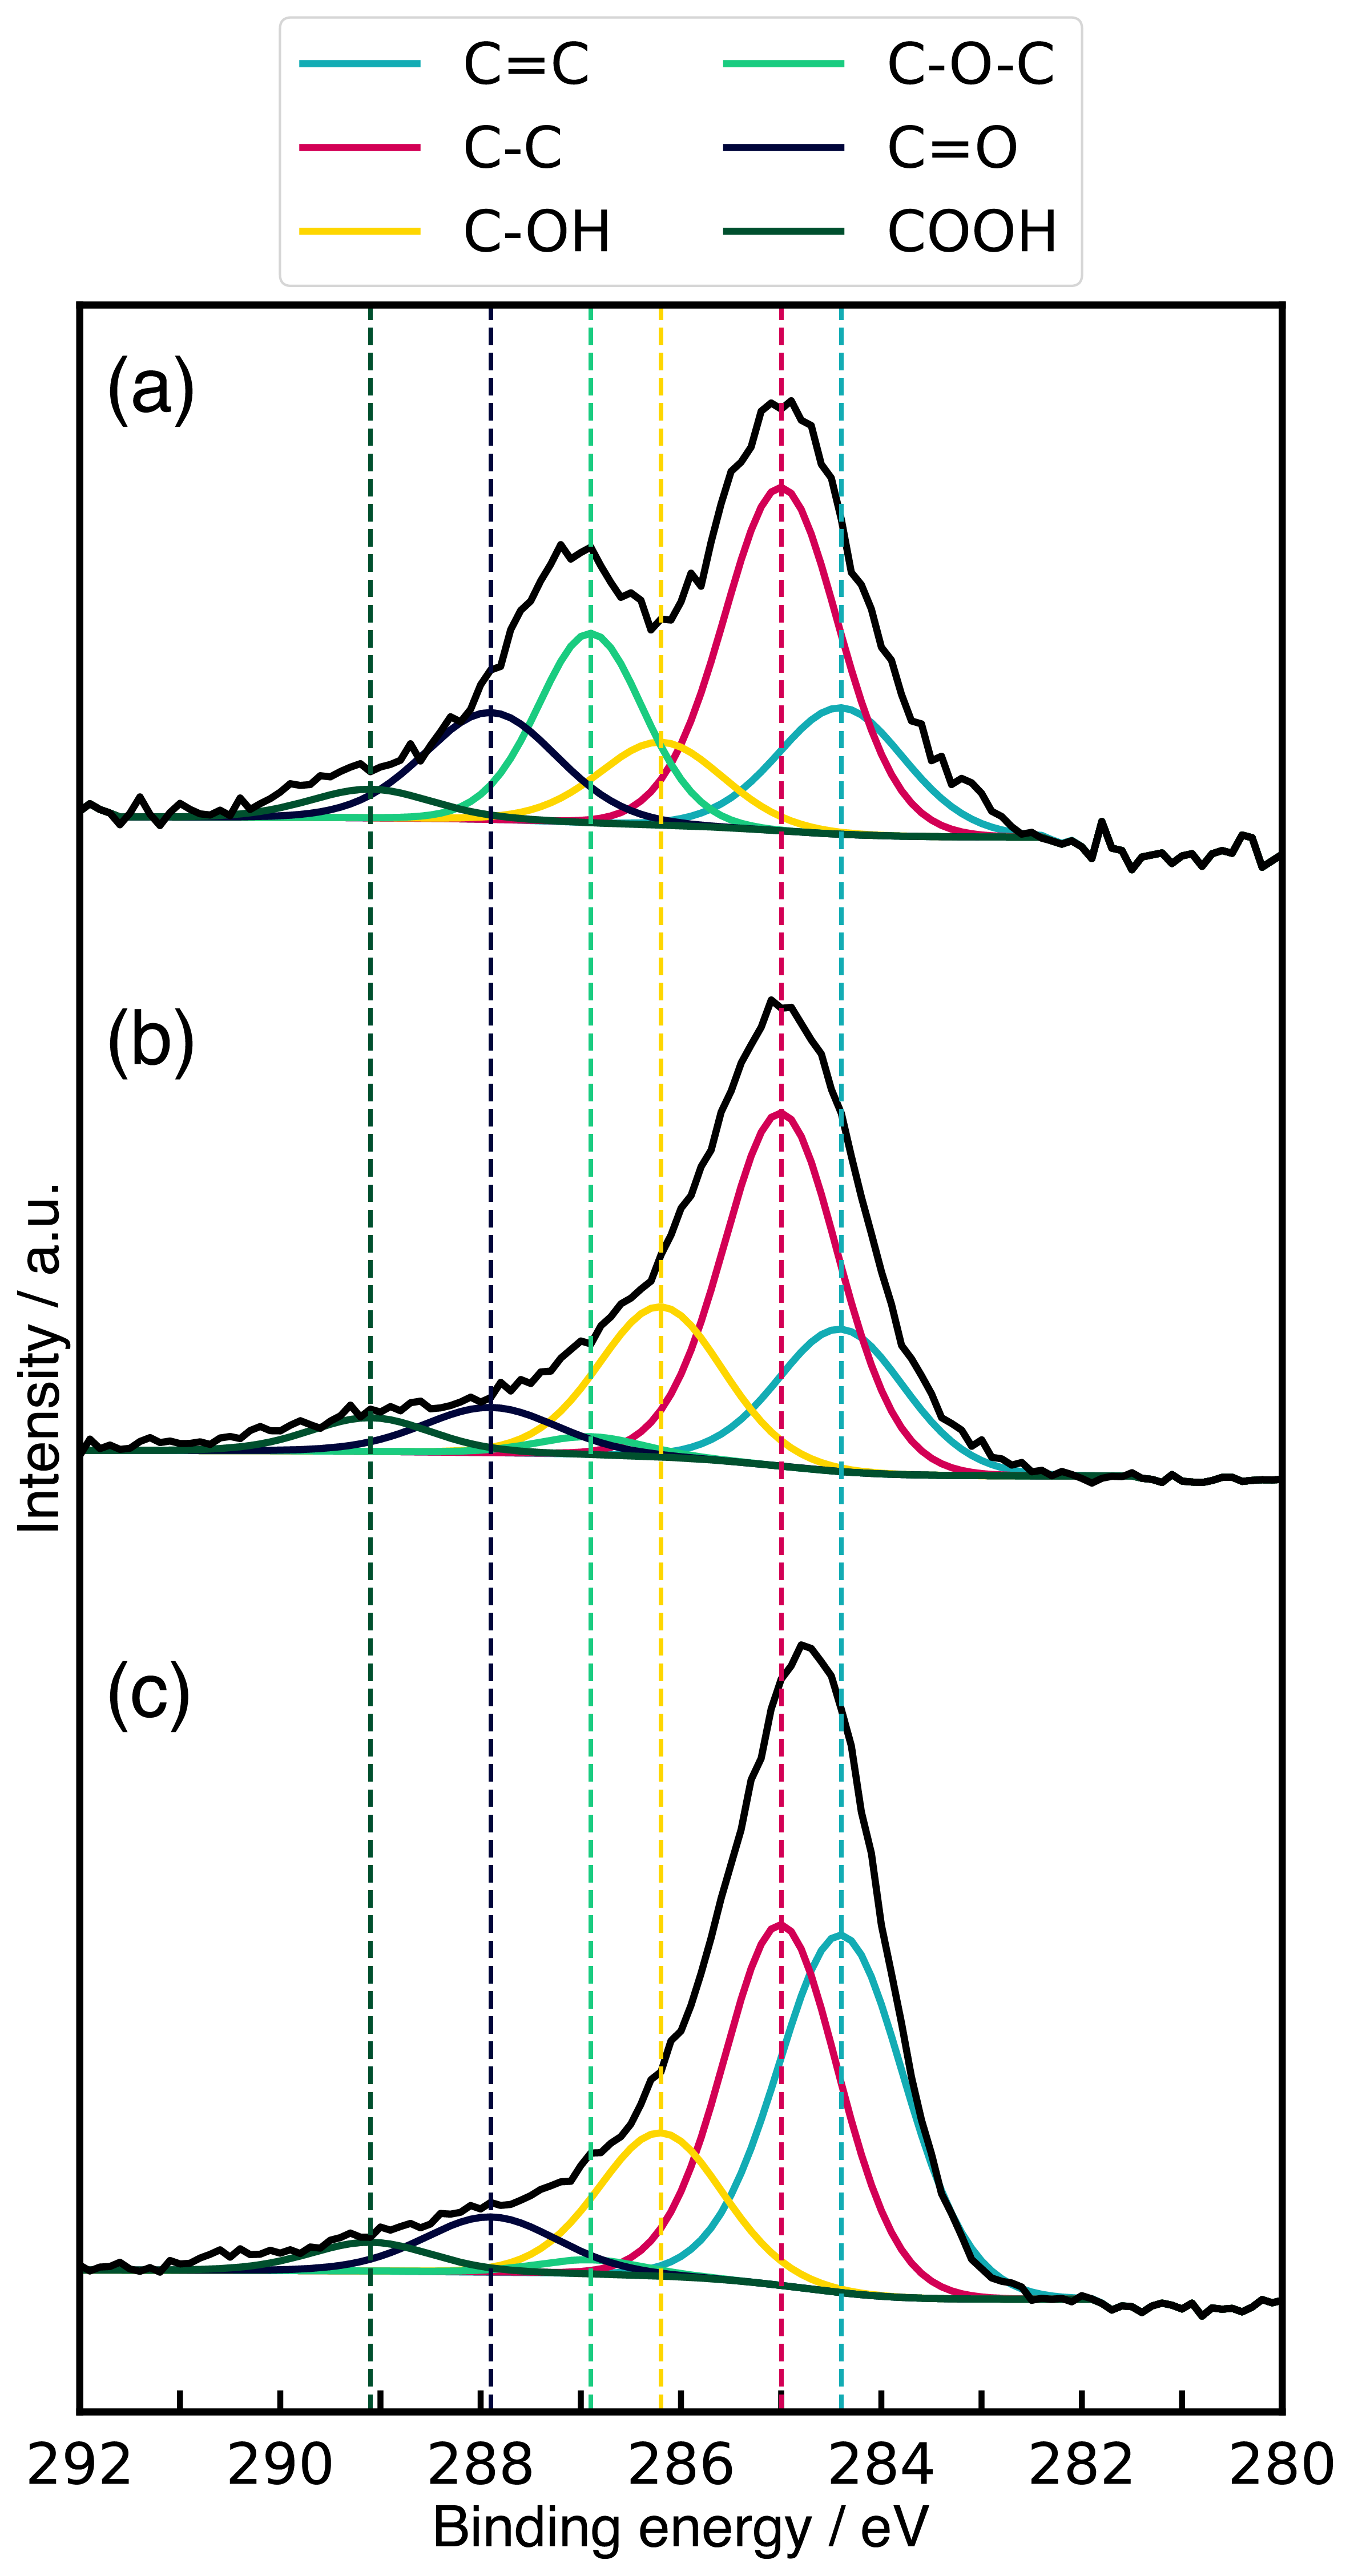 C=C
C-C
C-OH
C-O-C
C=O
COOH
(a)
(b)
(c)
Intensity / a.u.
292 290 288 286 284 282 280
Binding energy / eV